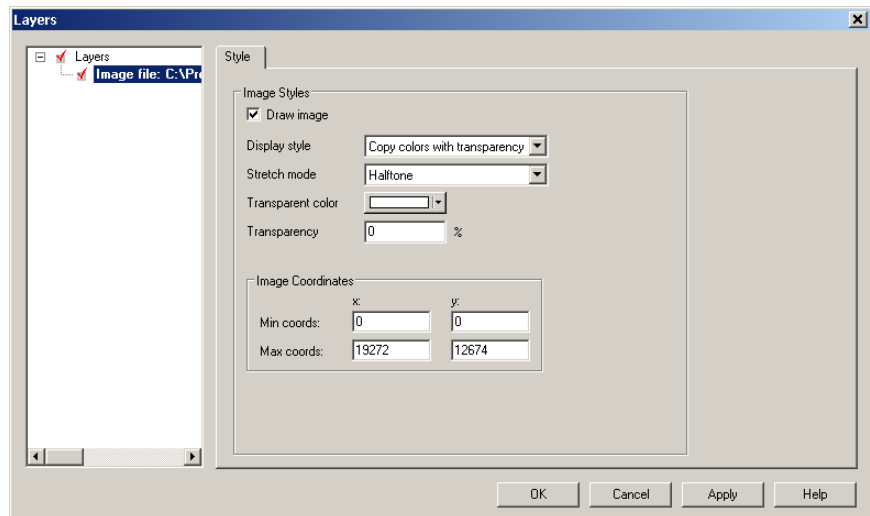 Layers
Layers
Image file: C:\Pr
Style
Image Styles
Draw image
Display style Copy colors with transparency
Stretch mode Halftone
Transparent color
Transparency 0 %
Image Coordinates
x: y:
Min coords: 0 0
Max coords: 19272 12674
OK Cancel Apply Help